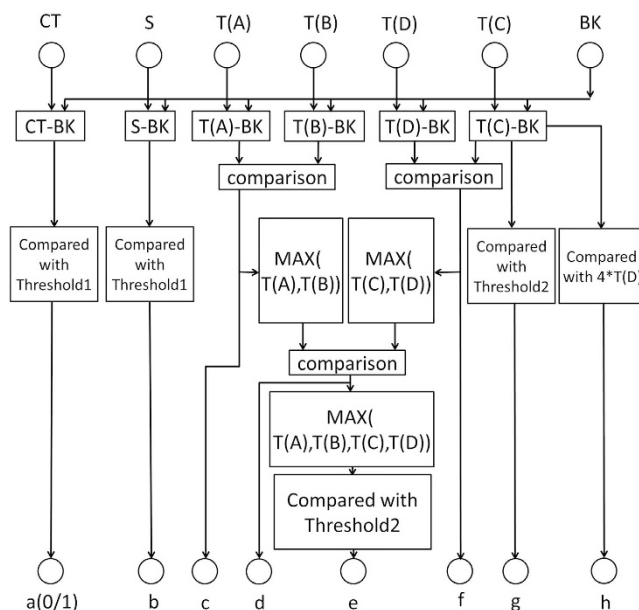 CT S T(A) T(B) T(D) T(C) BK
CT-BK S-BK T(A)-BK T(B)-BK T(D)-BK T(C)-BK
comparison comparison
Compared
with
Threshold1
Compared
with
Threshold1
MAX(
T(A),T(B))
MAX(
T(C),T(D))
Compared
with
Threshold2
Compared
with 4*T(D)
comparison
MAX(
T(A),T(B),T(C),T(D))
Compared with
Threshold2
a(0/1) b c d e f g h